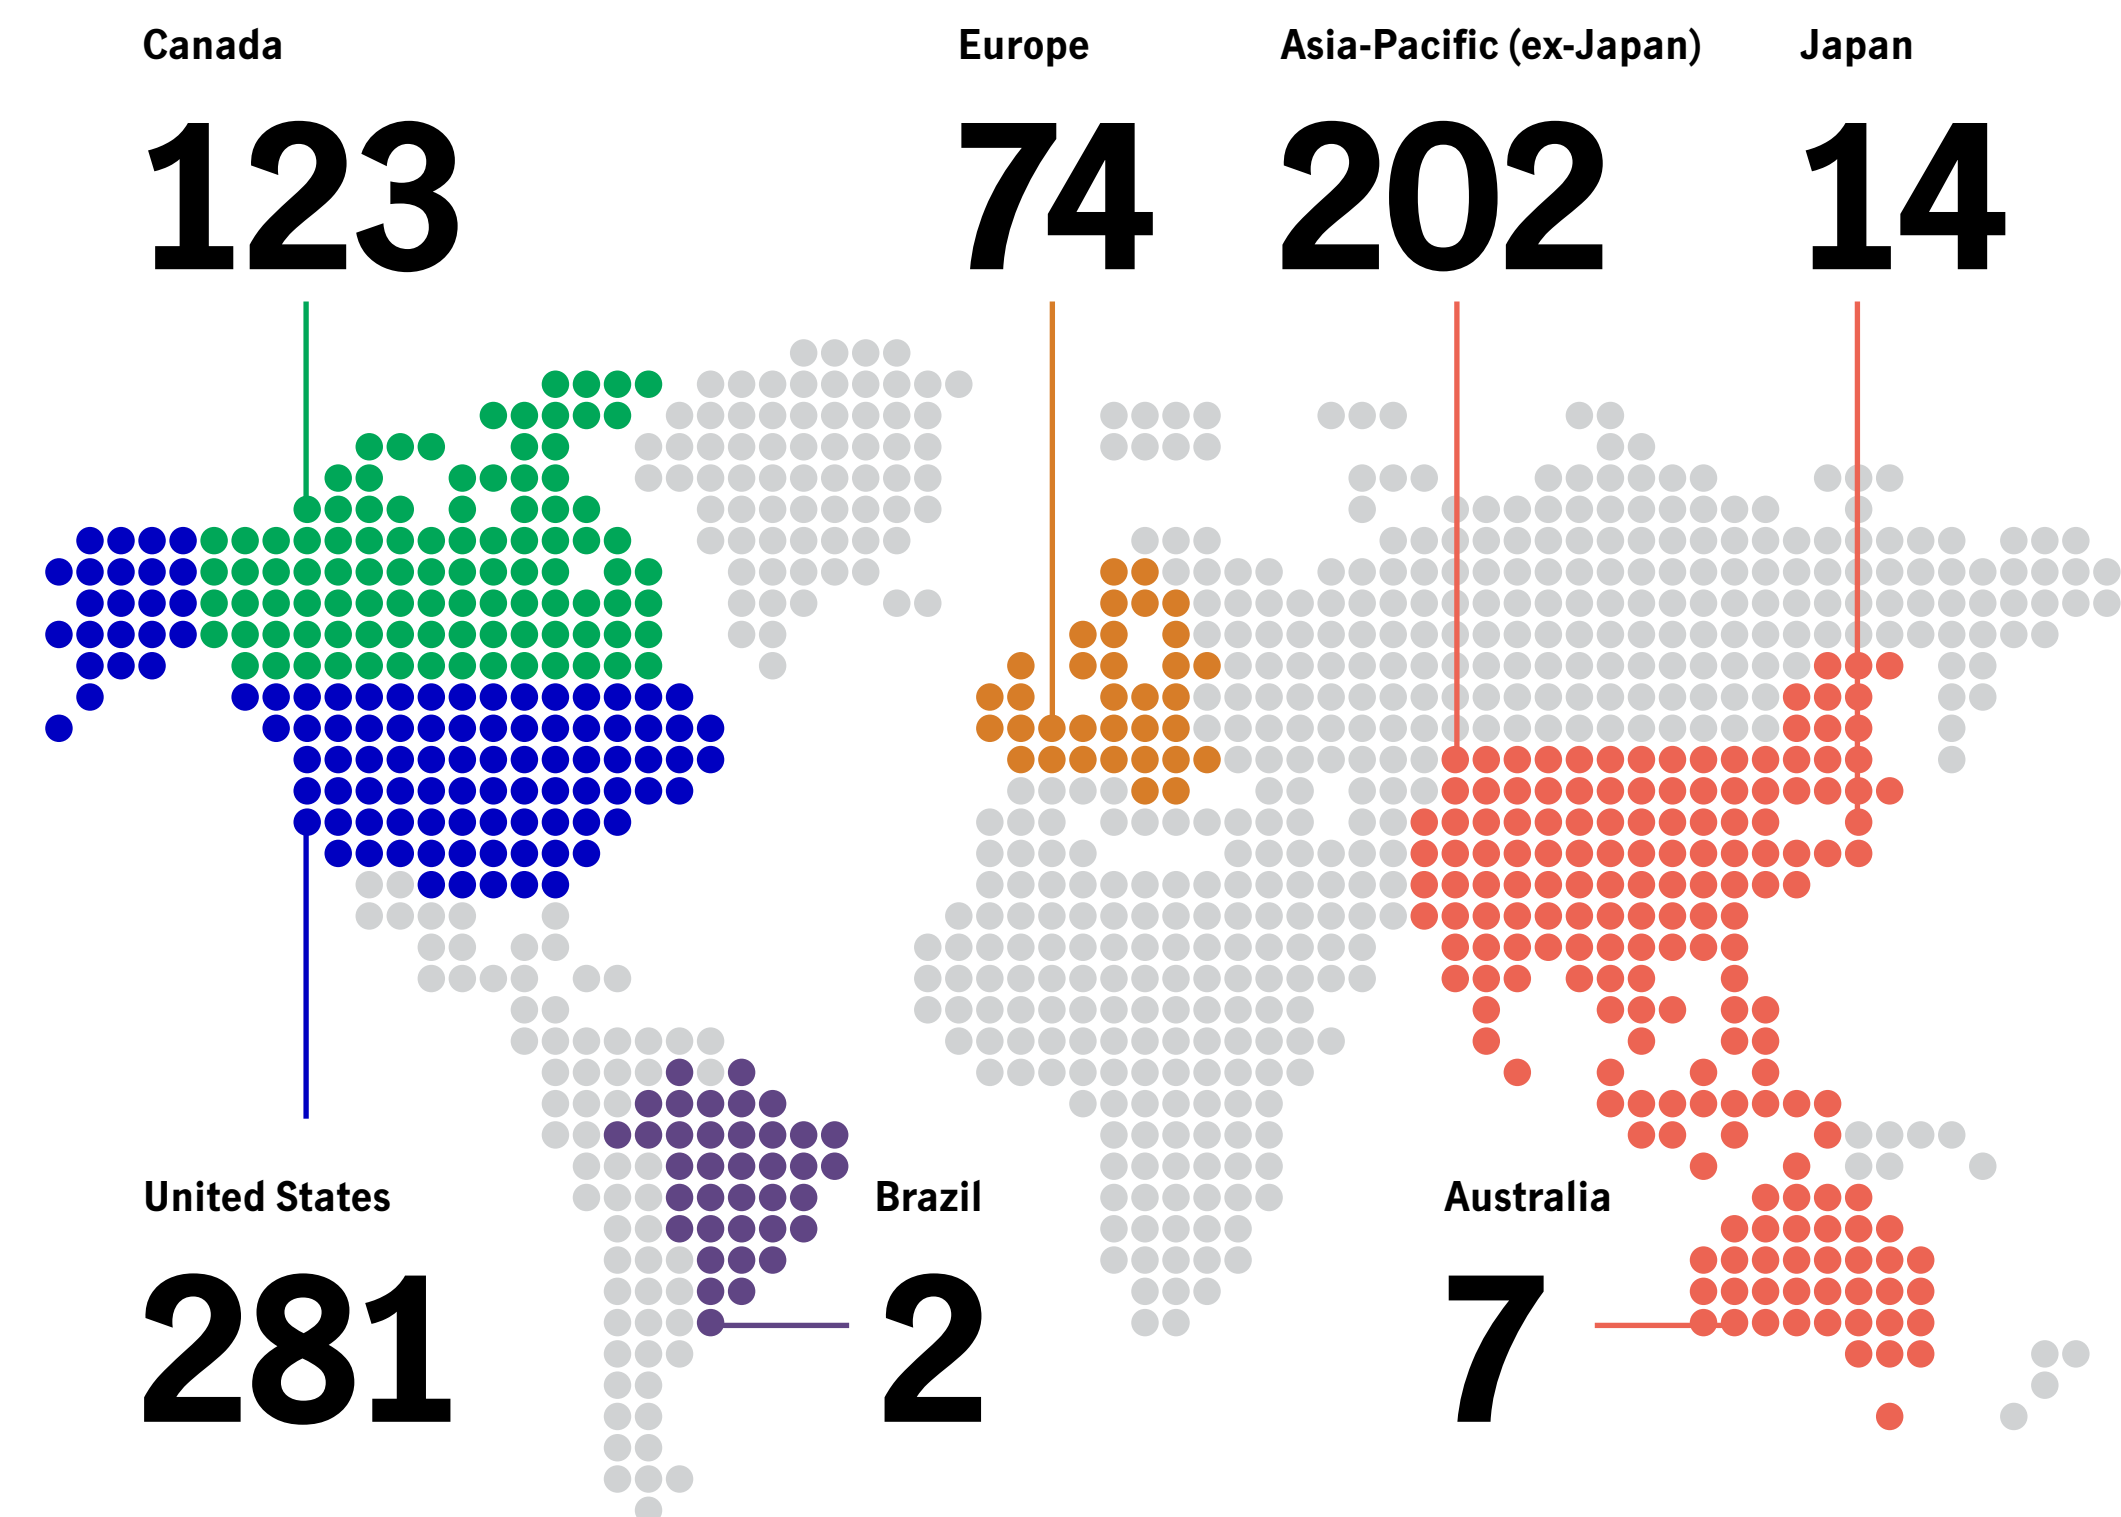 Canada
123
Europe
74
Asia-Pacific (ex-Japan)
202
Japan
14
United States
281
Brazil
2
Australia
7